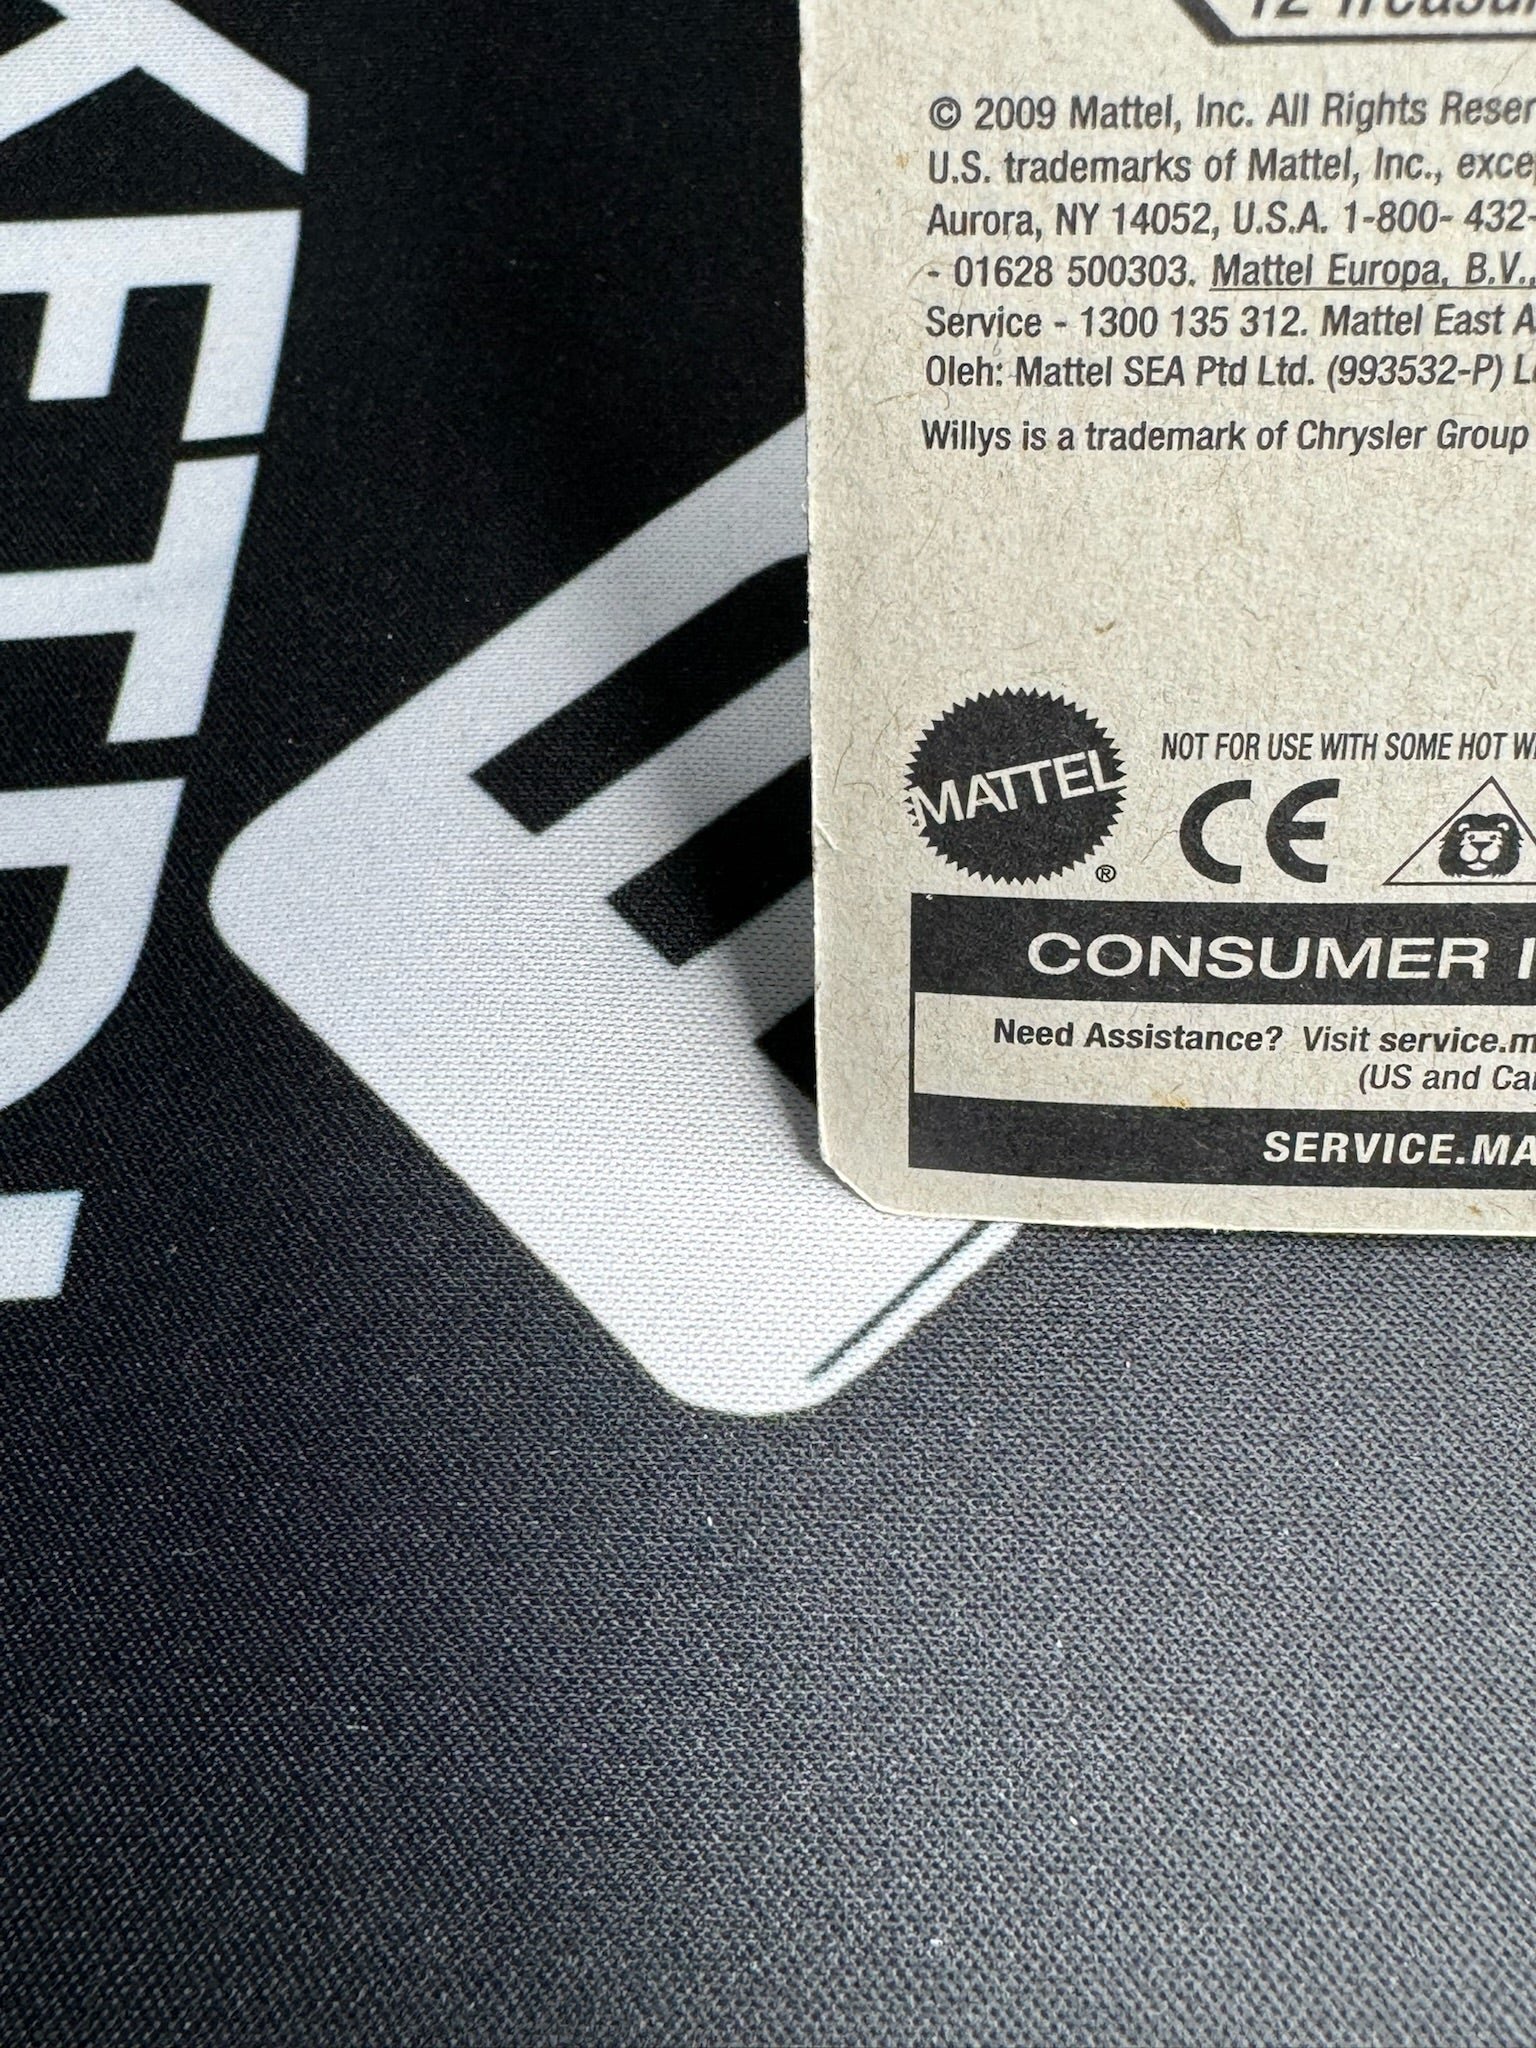 12 Treasur
© 2009 Mattel, Inc. All Rights Reser
U.S. trademarks of Mattel, Inc., excep
Aurora, NY 14052, U.S.A. 1-800- 432-
- 01628 500303. Mattel Europa, B.V.,
Service - 1300 135 312. Mattel East A
Oleh: Mattel SEA Ptd Ltd. (993532-P) L
Willys is a trademark of Chrysler Group
NOT FOR USE WITH SOME HOT W
MATTEL
®
CE
CONSUMER I
Need Assistance? Visit service.m
(US and Ca
SERVICE.MA
KETD